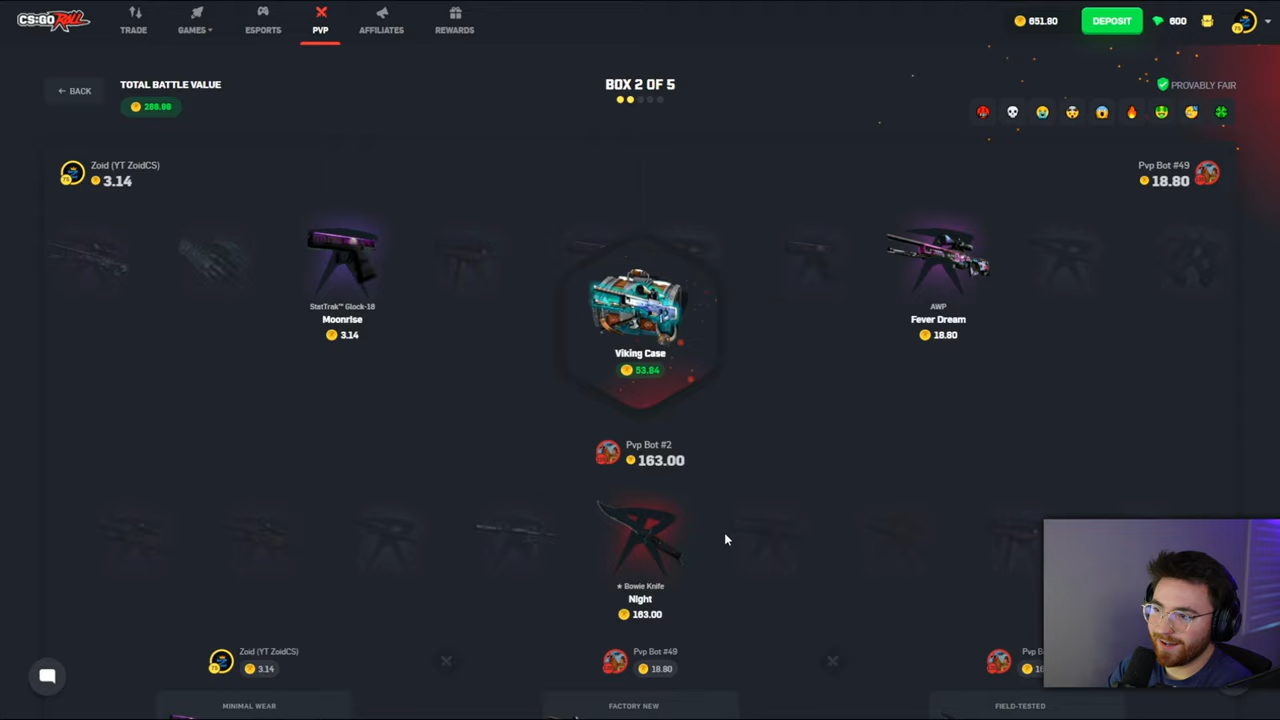 CS:GO ROLL
TRADE
GAMES
ESPORTS
PVP
AFFILIATES
REWARDS
651.80
DEPOSIT
600
BACK
TOTAL BATTLE VALUE
269.99
BOX 2 OF 5
PROVABLY FAIR
Zoid (YT ZoidCS)
3.14
Pvp Bot #49
18.80
StatTrak™ Glock-18
Moonrise
3.14
AWP
Fever Dream
18.80
Viking Case
53.84
Pvp Bot #2
163.00
★ Bowie Knife
Night
163.00
Zoid (YT ZoidCS)
3.14
Pvp Bot #49
18.80
MINIMAL WEAR
FACTORY NEW
FIELD-TESTED